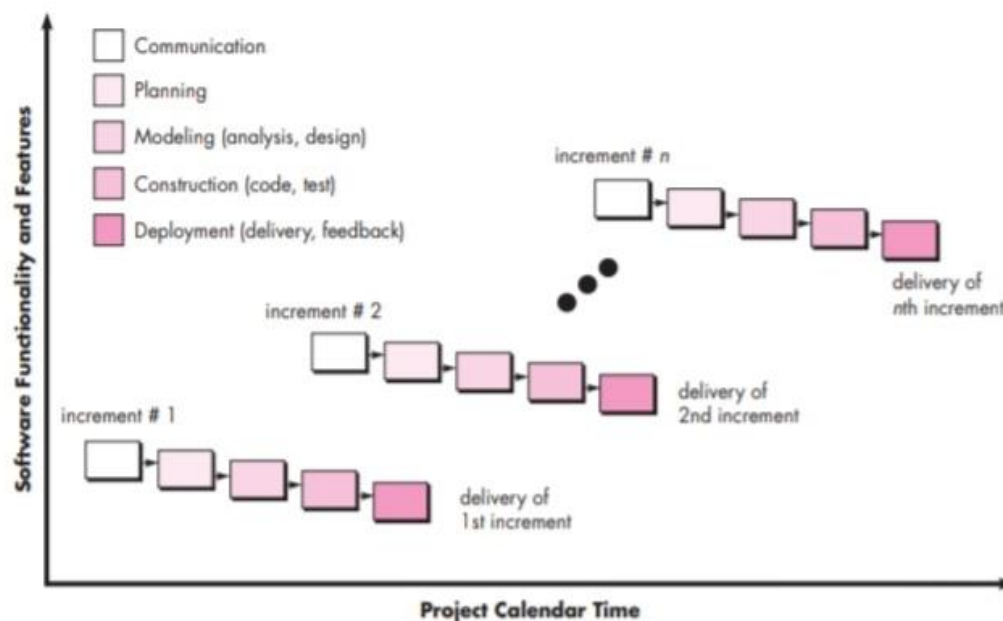 Software Functionality and Features
Communication
Planning
Modeling (analysis, design)
Construction (code, test)
Deployment (delivery, feedback)
increment # n
delivery of
nth increment
increment # 2
delivery of
2nd increment
increment # 1
delivery of
1st increment
Project Calendar Time